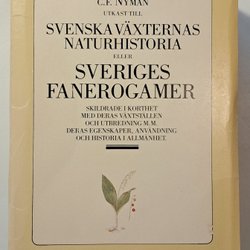 C.F. NYMAN
UTKAST TILL
SVENSKA VÄXTERNAS
NATURHISTORIA
ELLER
SVERIGES
FANEROGAMER
SKILDRADE I KORTHET
MED DERAS VÄXTSTÄLLEN
OCH UTBREDNING M.M.
DERAS EGENSKAPER, ANVÄNDNING
OCH HISTORIA I ALLMÄNHET.